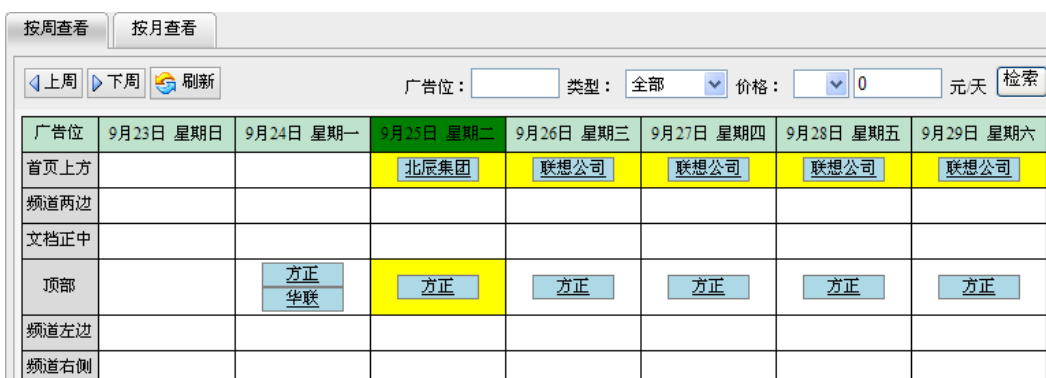 按周查看 按月查看
上周 下周 刷新 广告位： 类型： 全部 价格： 0 元/天 检索
广告位 9月23日 星期日 9月24日 星期一 9月25日 星期二 9月26日 星期三 9月27日 星期四 9月28日 星期五 9月29日 星期六
首页上方 北辰集团 联想公司 联想公司 联想公司 联想公司
频道两边
文档正中
顶部 方正 方正 方正 方正 方正 方正
华联
频道左边
频道右侧